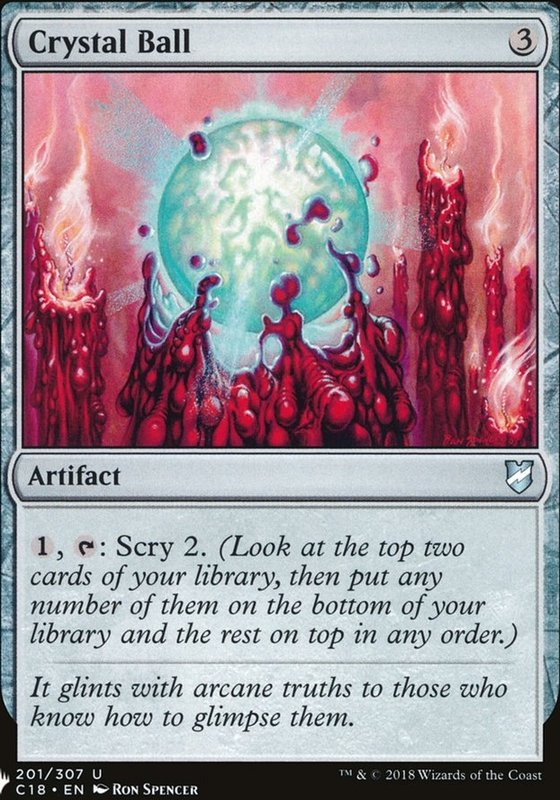 Crystal Ball 3
Artifact
1, : Scry 2. (Look at the top two
cards of your library, then put any
number of them on the bottom of your
library and the rest on top in any order.)
It glints with arcane truths to those who
know how to glimpse them.
201/307 U
C18 • EN Ron Spencer
™ & © 2018 Wizards of the Coast